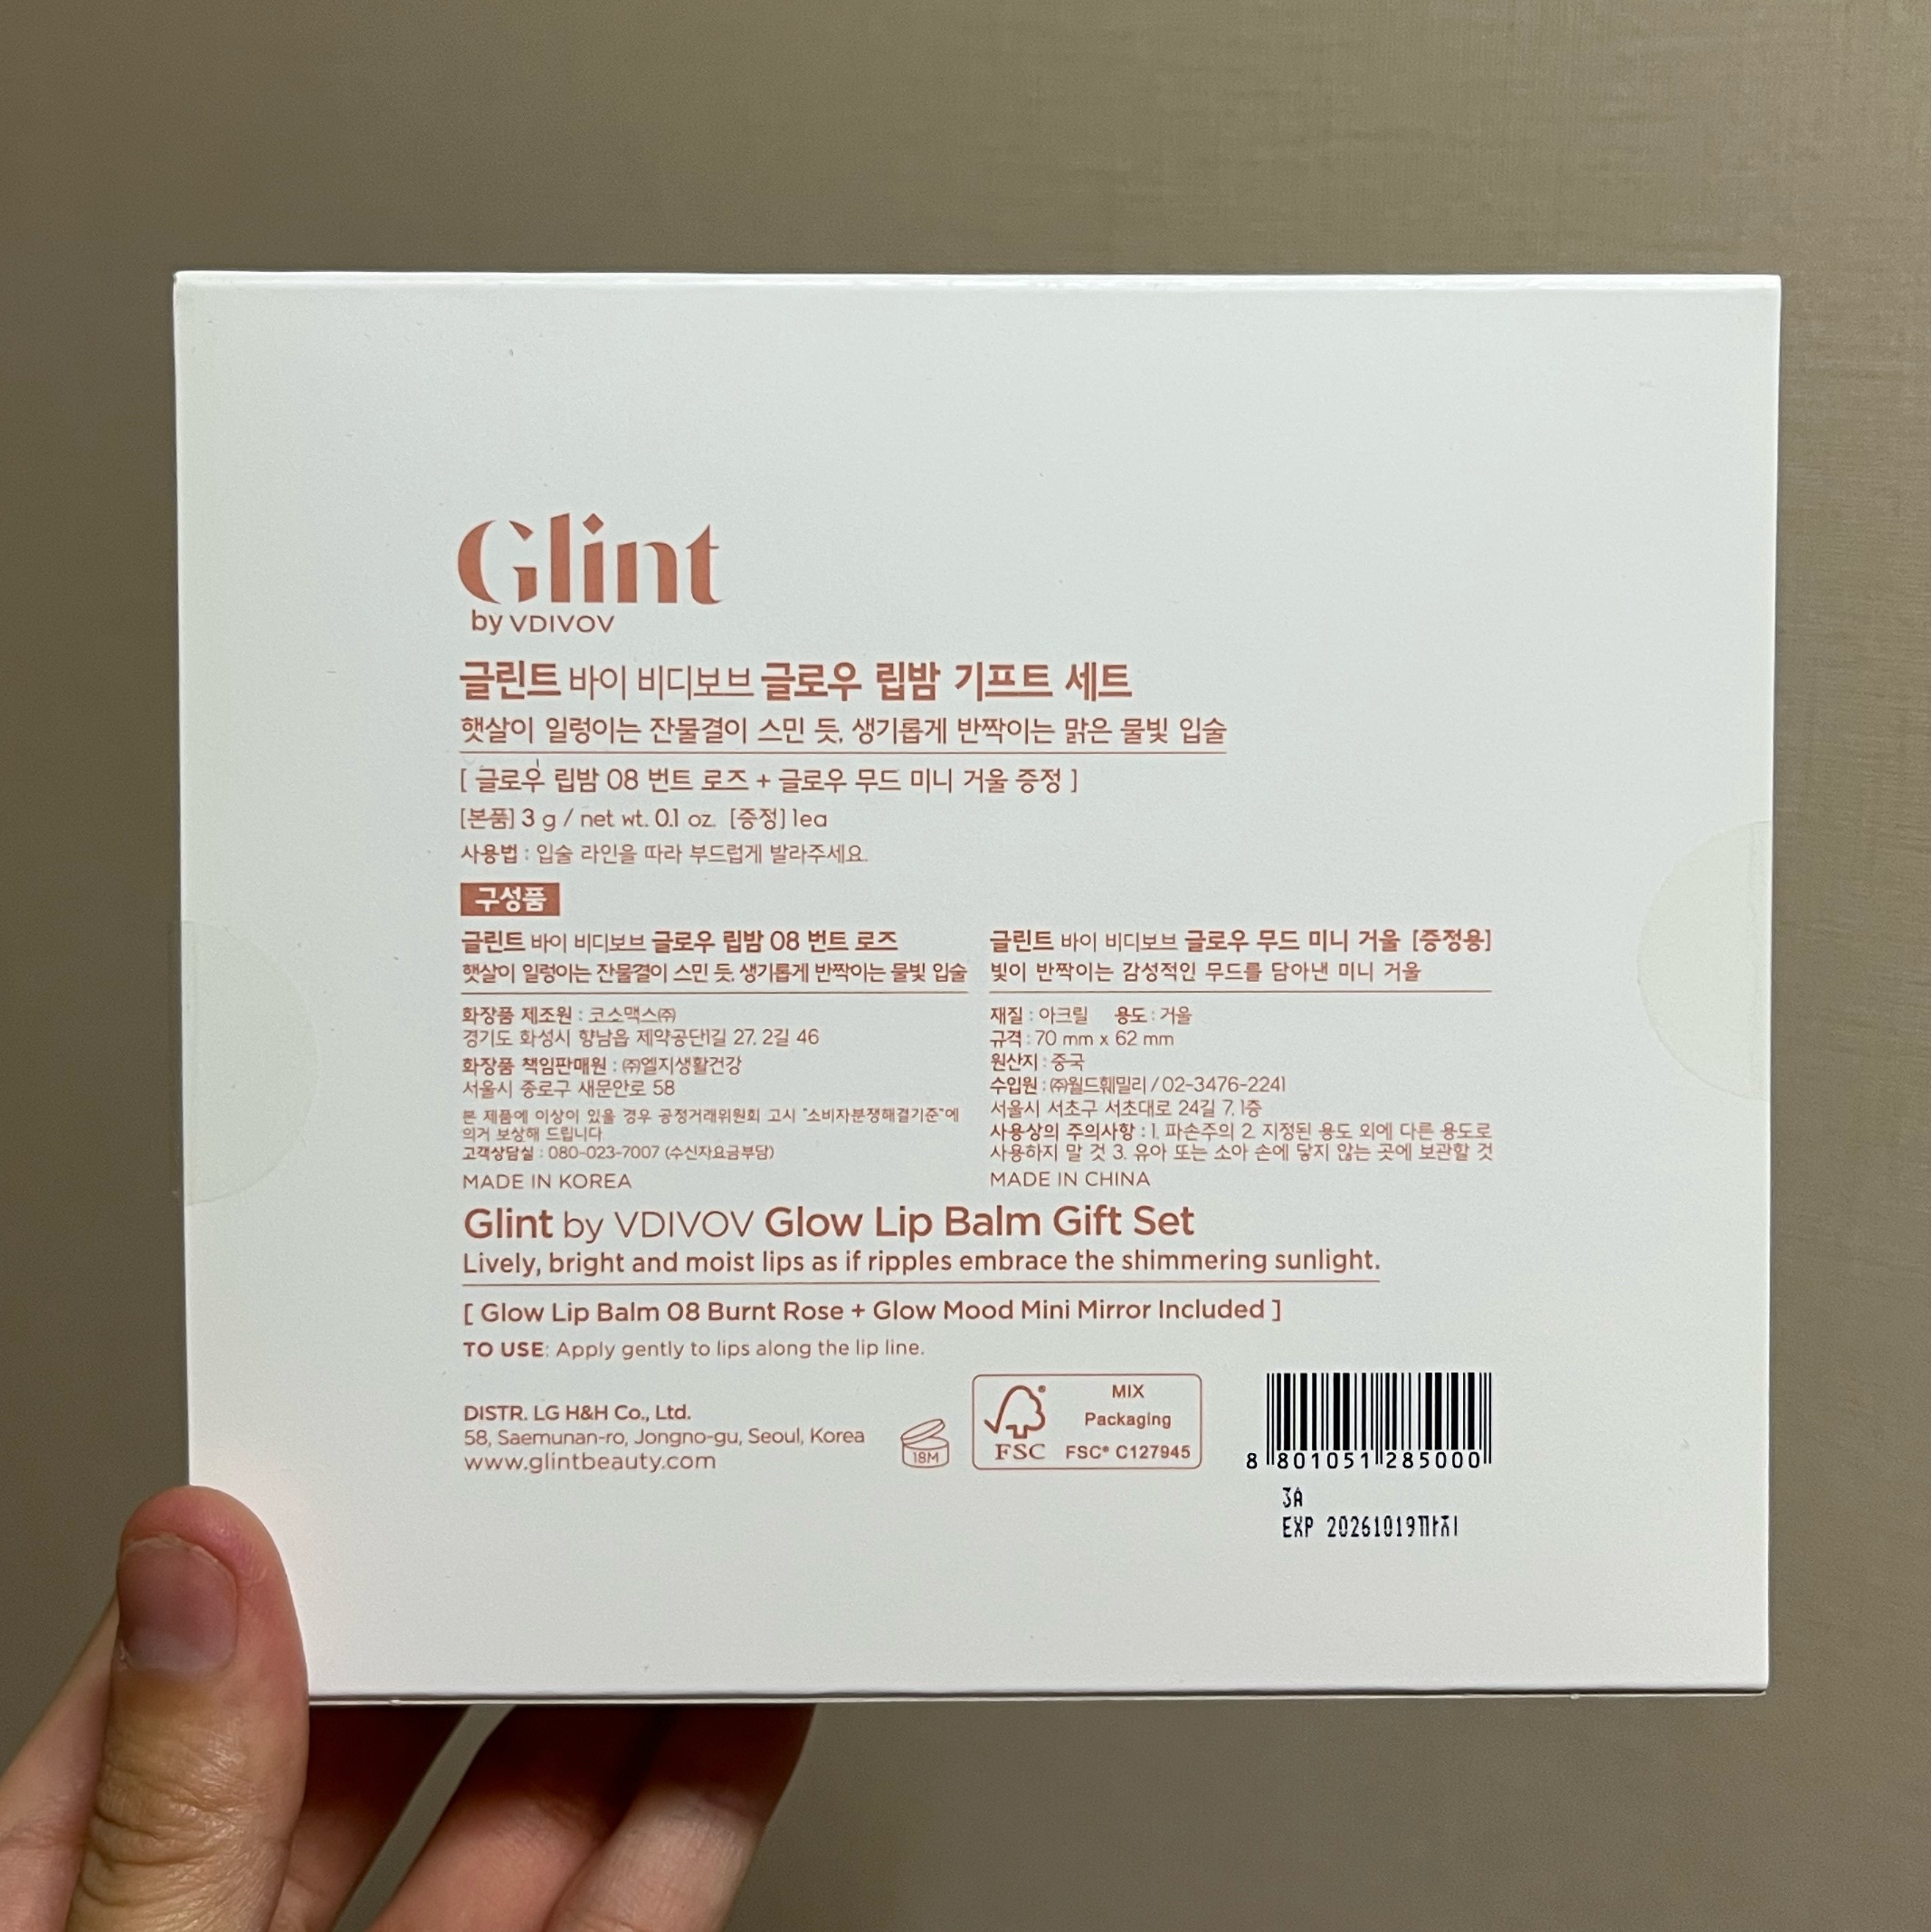 Glint
by VDIVOV
글린트 바이 비디보브 글로우 립밤 기프트 세트
햇살이 일렁이는 잔물결이 스민 듯, 생기롭게 반짝이는 맑은 물빛 입술
[ 글로우 립밤 08 번트 로즈 + 글로우 무드 미니 거울 증정 ]
[본품] 3 g / net wt. 0.1 oz. [증정] 1ea
사용법 : 입술 라인을 따라 부드럽게 발라주세요.
구성품
글린트 바이 비디보브 글로우 립밤 08 번트 로즈
햇살이 일렁이는 잔물결이 스민 듯, 생기롭게 반짝이는 물빛 입술
화장품 제조원 : 코스맥스㈜
경기도 화성시 향남읍 제약공단1길 27, 2길 46
화장품 책임판매원 : ㈜엘지생활건강
서울시 종로구 새문안로 58
본 제품에 이상이 있을 경우 공정거래위원회 고시 "소비자분쟁해결기준"에
의거 보상해 드립니다.
고객상담실 : 080-023-7007 (수신자요금부담)
MADE IN KOREA
글린트 바이 비디보브 글로우 무드 미니 거울 [증정용]
빛이 반짝이는 감성적인 무드를 담아낸 미니 거울
재질 : 아크릴 용도 : 거울
규격 : 70 mm x 62 mm
원산지 : 중국
수입원 : ㈜월드훼밀리 / 02-3476-2241
서울시 서초구 서초대로 24길 7, 1층
사용상의 주의사항 : 1. 파손주의 2. 지정된 용도 외에 다른 용도로
사용하지 말 것 3. 유아 또는 소아 손에 닿지 않는 곳에 보관할 것
MADE IN CHINA
Glint by VDIVOV Glow Lip Balm Gift Set
Lively, bright and moist lips as if ripples embrace the shimmering sunlight.
[ Glow Lip Balm 08 Burnt Rose + Glow Mood Mini Mirror Included ]
TO USE: Apply gently to lips along the lip line.
DISTR. LG H&H Co., Ltd.
58, Saemunan-ro, Jongno-gu, Seoul, Korea
www.glintbeauty.com
18M
FSC
MIX
Packaging
FSC® C127945
8 801051 285000
3A
EXP 20261019까지